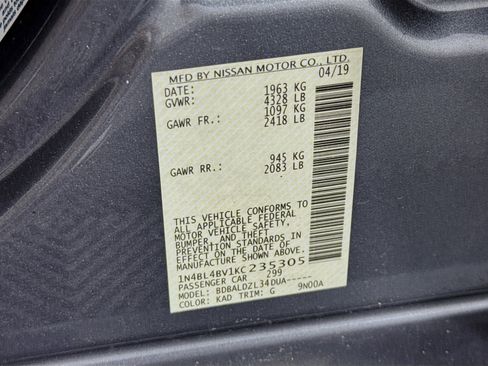 MFD BY NISSAN MOTOR CO., LTD.
DATE: 04/19
GVWR: 1963 KG
4328 LB
GAWR FR.: 1097 KG
2418 LB
GAWR RR.: 945 KG
2083 LB
THIS VEHICLE CONFORMS TO
ALL APPLICABLE FEDERAL
MOTOR VEHICLE SAFETY,
BUMPER, AND THEFT
PREVENTION STANDARDS IN
EFFECT ON THE DATE OF
MANUFACTURE SHOWN ABOVE.
1N4BL4BV1KC235305
PASSENGER CAR 299
MODEL: BDBALDZL34DUA-----
COLOR: KAD TRIM: G 9N00A